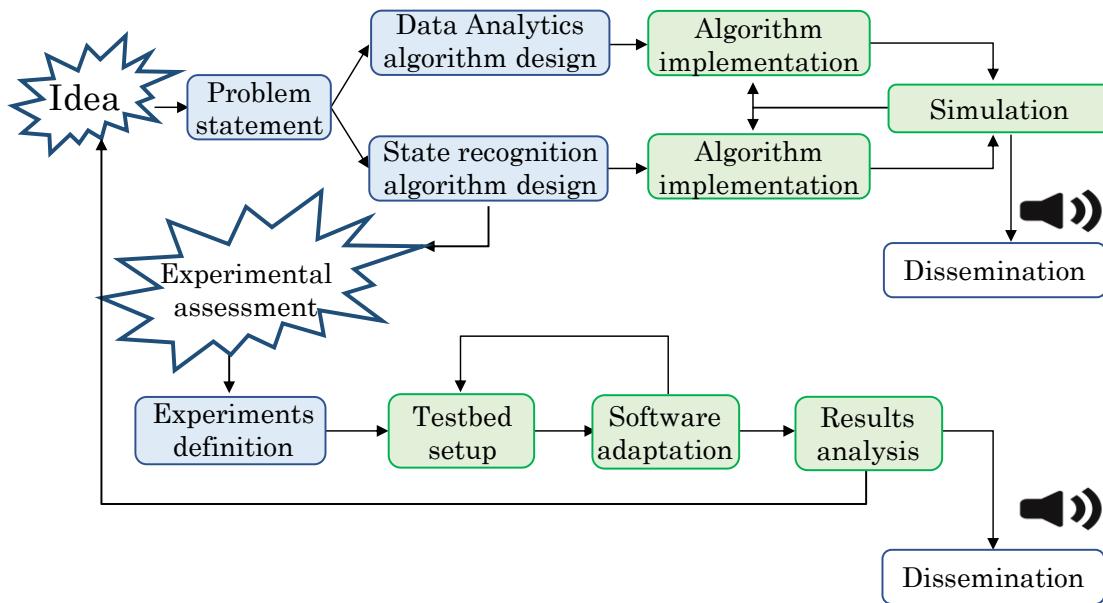 Idea
Problem
statement
Data Analytics
algorithm design
Algorithm
implementation
Simulation
State recognition
algorithm design
Algorithm
implementation
Dissemination
Experimental
assessment
Experiments
definition
Testbed
setup
Software
adaptation
Results
analysis
Dissemination